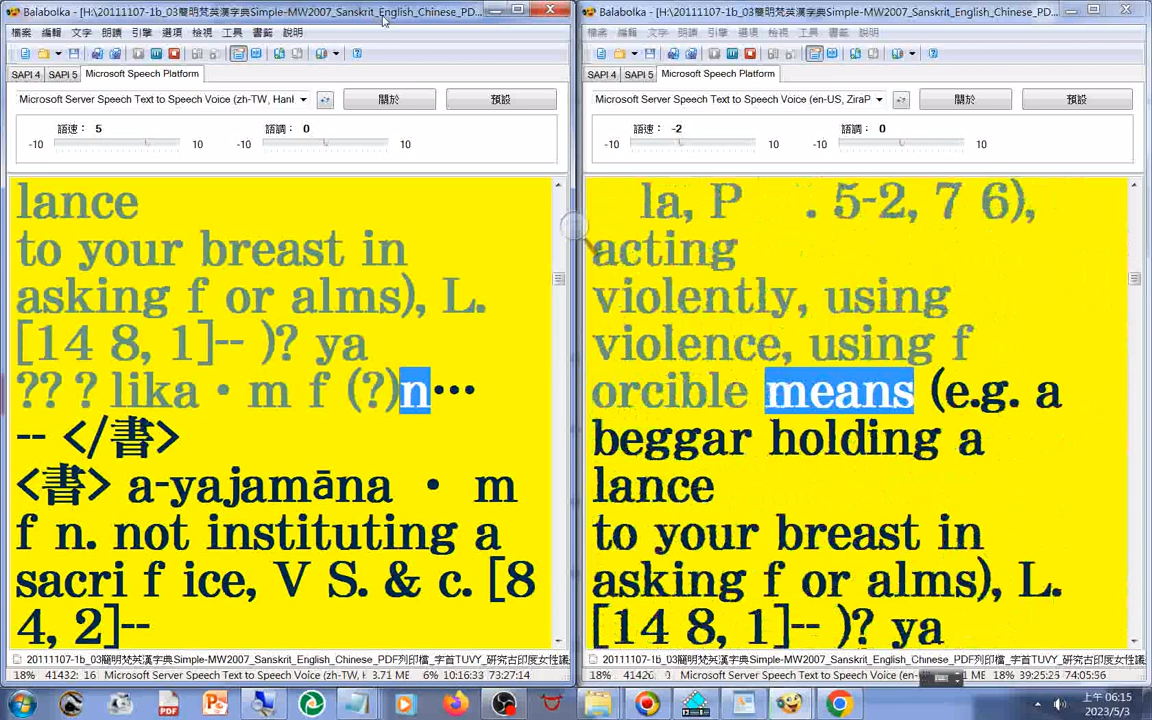 Balabolka - [H:\20111107-1b_03簡明梵英漢字典Simple-MW2007_Sanskrit_English_Chinese_PD...
檔案 編輯 文字 朗讀 引擎 選項 檢視 工具 書籤 說明
SAPI 4 SAPI 5 Microsoft Speech Platform
Microsoft Server Speech Text to Speech Voice (zh-TW, Hanl
關於 預設
語速： 5 語調： 0
-10 10 -10 10
lance
to your breast in
asking f or alms), L.
[14 8, 1]-- )? ya
?? ? lika • m f (?)n…
-- </書>
<書> a-yajamāna • m
f n. not instituting a
sacri f ice, V S. & c. [8
4, 2]--
20111107-1b_03簡明梵英漢字典Simple-MW2007_Sanskrit_English_Chinese_PDF列印檔_字首TUVY_研究古印度女性議
18% 41432: 16 Microsoft Server Speech Text to Speech Voice (zh-TW, 3.71 MB 6% 10:16:33 73:27:14
Balabolka - [H:\20111107-1b_03簡明梵英漢字典Simple-MW2007_Sanskrit_English_Chinese_PD...
檔案 編輯 文字 朗讀 引擎 選項 檢視 工具 書籤 說明
SAPI 4 SAPI 5 Microsoft Speech Platform
Microsoft Server Speech Text to Speech Voice (en-US, ZiraP
關於 預設
語速： -2 語調： 0
-10 10 -10 10
la, P . 5-2, 7 6),
acting
violently, using
violence, using f
orcible means (e.g. a
beggar holding a
lance
to your breast in
asking f or alms), L.
[14 8, 1]-- )? ya
20111107-1b_03簡明梵英漢字典Simple-MW2007_Sanskrit_English_Chinese_PDF列印檔_字首TUVY_研究古印度女性議
18% Microsoft Server Speech Text to Speech Voice (en- 18% 39:25:25 74:05:56
上午 06:15
2023/5/3